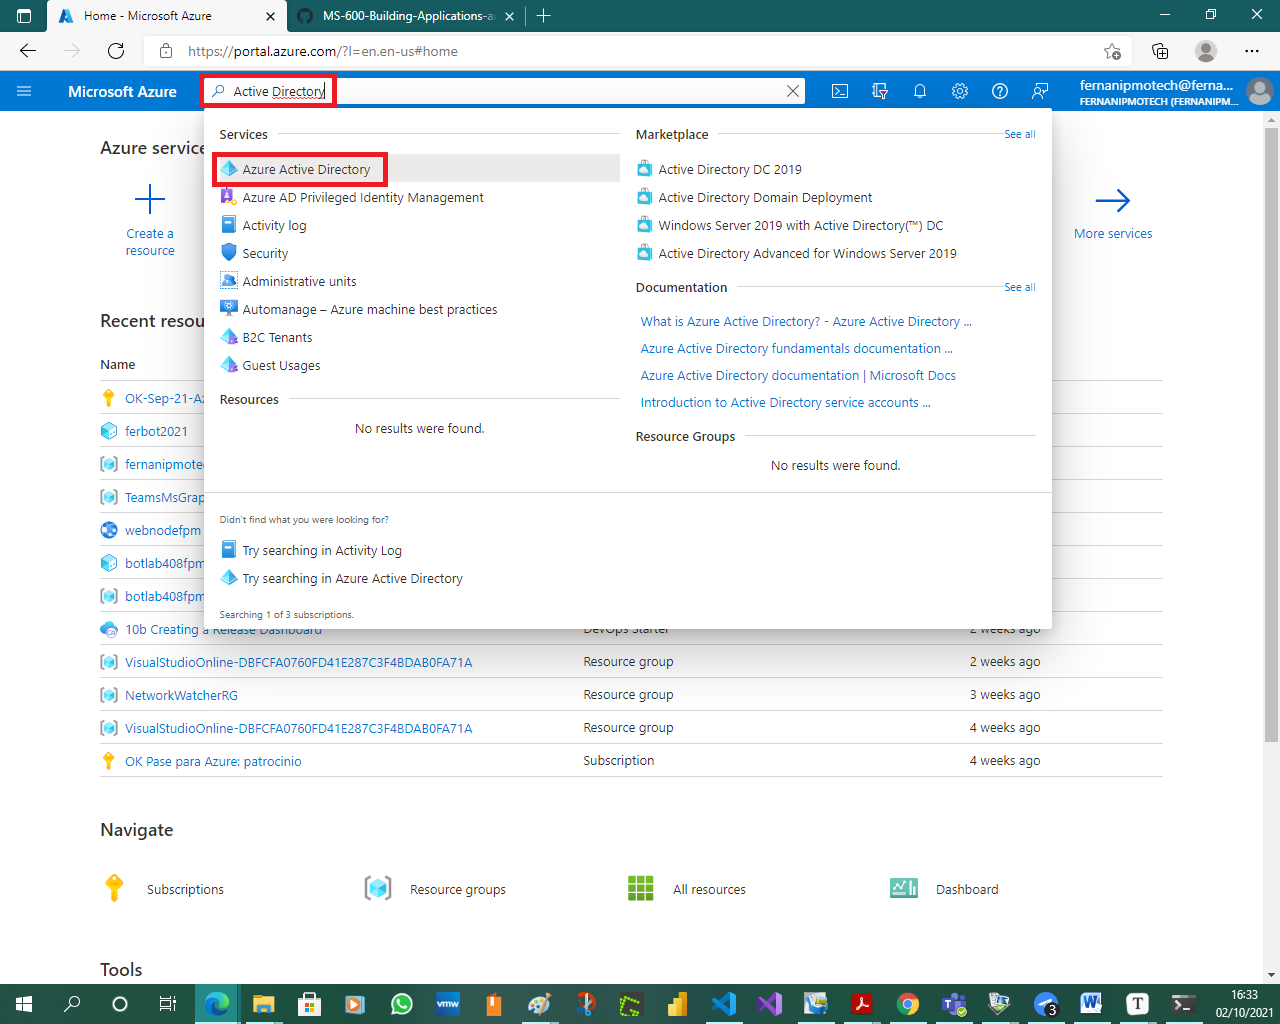 Home - Microsoft Azure
MS-600-Building-Applications-a
https://portal.azure.com/?l=en.en-us#home
Microsoft Azure
Active Directory
fernanipmotech@ferna...
FERNANIPMOTECH (FERNANIPM...
Azure service
Create a
resource
More services
Services
Azure Active Directory
Azure AD Privileged Identity Management
Activity log
Security
Administrative units
Automanage – Azure machine best practices
B2C Tenants
Guest Usages
Resources
No results were found.
Marketplace
See all
Active Directory DC 2019
Active Directory Domain Deployment
Windows Server 2019 with Active Directory(™) DC
Active Directory Advanced for Windows Server 2019
Documentation
See all
What is Azure Active Directory? - Azure Active Directory ...
Azure Active Directory fundamentals documentation ...
Azure Active Directory documentation | Microsoft Docs
Introduction to Active Directory service accounts ...
Resource Groups
No results were found.
Didn't find what you were looking for?
Try searching in Activity Log
Try searching in Azure Active Directory
Searching 1 of 3 subscriptions.
Recent resou
Name
OK-Sep-21-Az
ferbot2021
fernanipmotec
TeamsMsGrap
webnodefpm
botlab408fpm
botlab408fpm
10b Creating a Release Dashboard DevOps Starter 2 weeks ago
VisualStudioOnline-DBFCFA0760FD41E287C3F4BDAB0FA71A Resource group 2 weeks ago
NetworkWatcherRG Resource group 3 weeks ago
VisualStudioOnline-DBFCFA0760FD41E287C3F4BDAB0FA71A Resource group 4 weeks ago
OK Pase para Azure: patrocinio Subscription 4 weeks ago
Navigate
Subscriptions Resource groups All resources Dashboard
Tools
vmw
3
T
16:33
02/10/2021